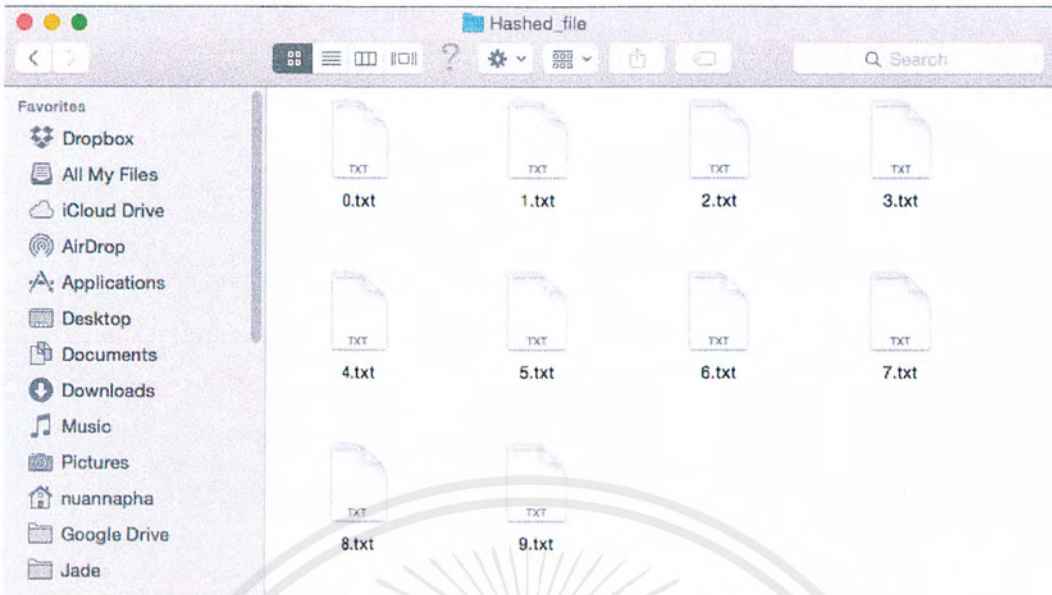 Hashed_file
Search
Favorites
Dropbox
All My Files
iCloud Drive
AirDrop
Applications
Desktop
Documents
Downloads
Music
Pictures
nuannapha
Google Drive
Jade
TXT TXT TXT TXT
0.txt 1.txt 2.txt 3.txt
TXT TXT TXT TXT
4.txt 5.txt 6.txt 7.txt
TXT TXT
8.txt 9.txt